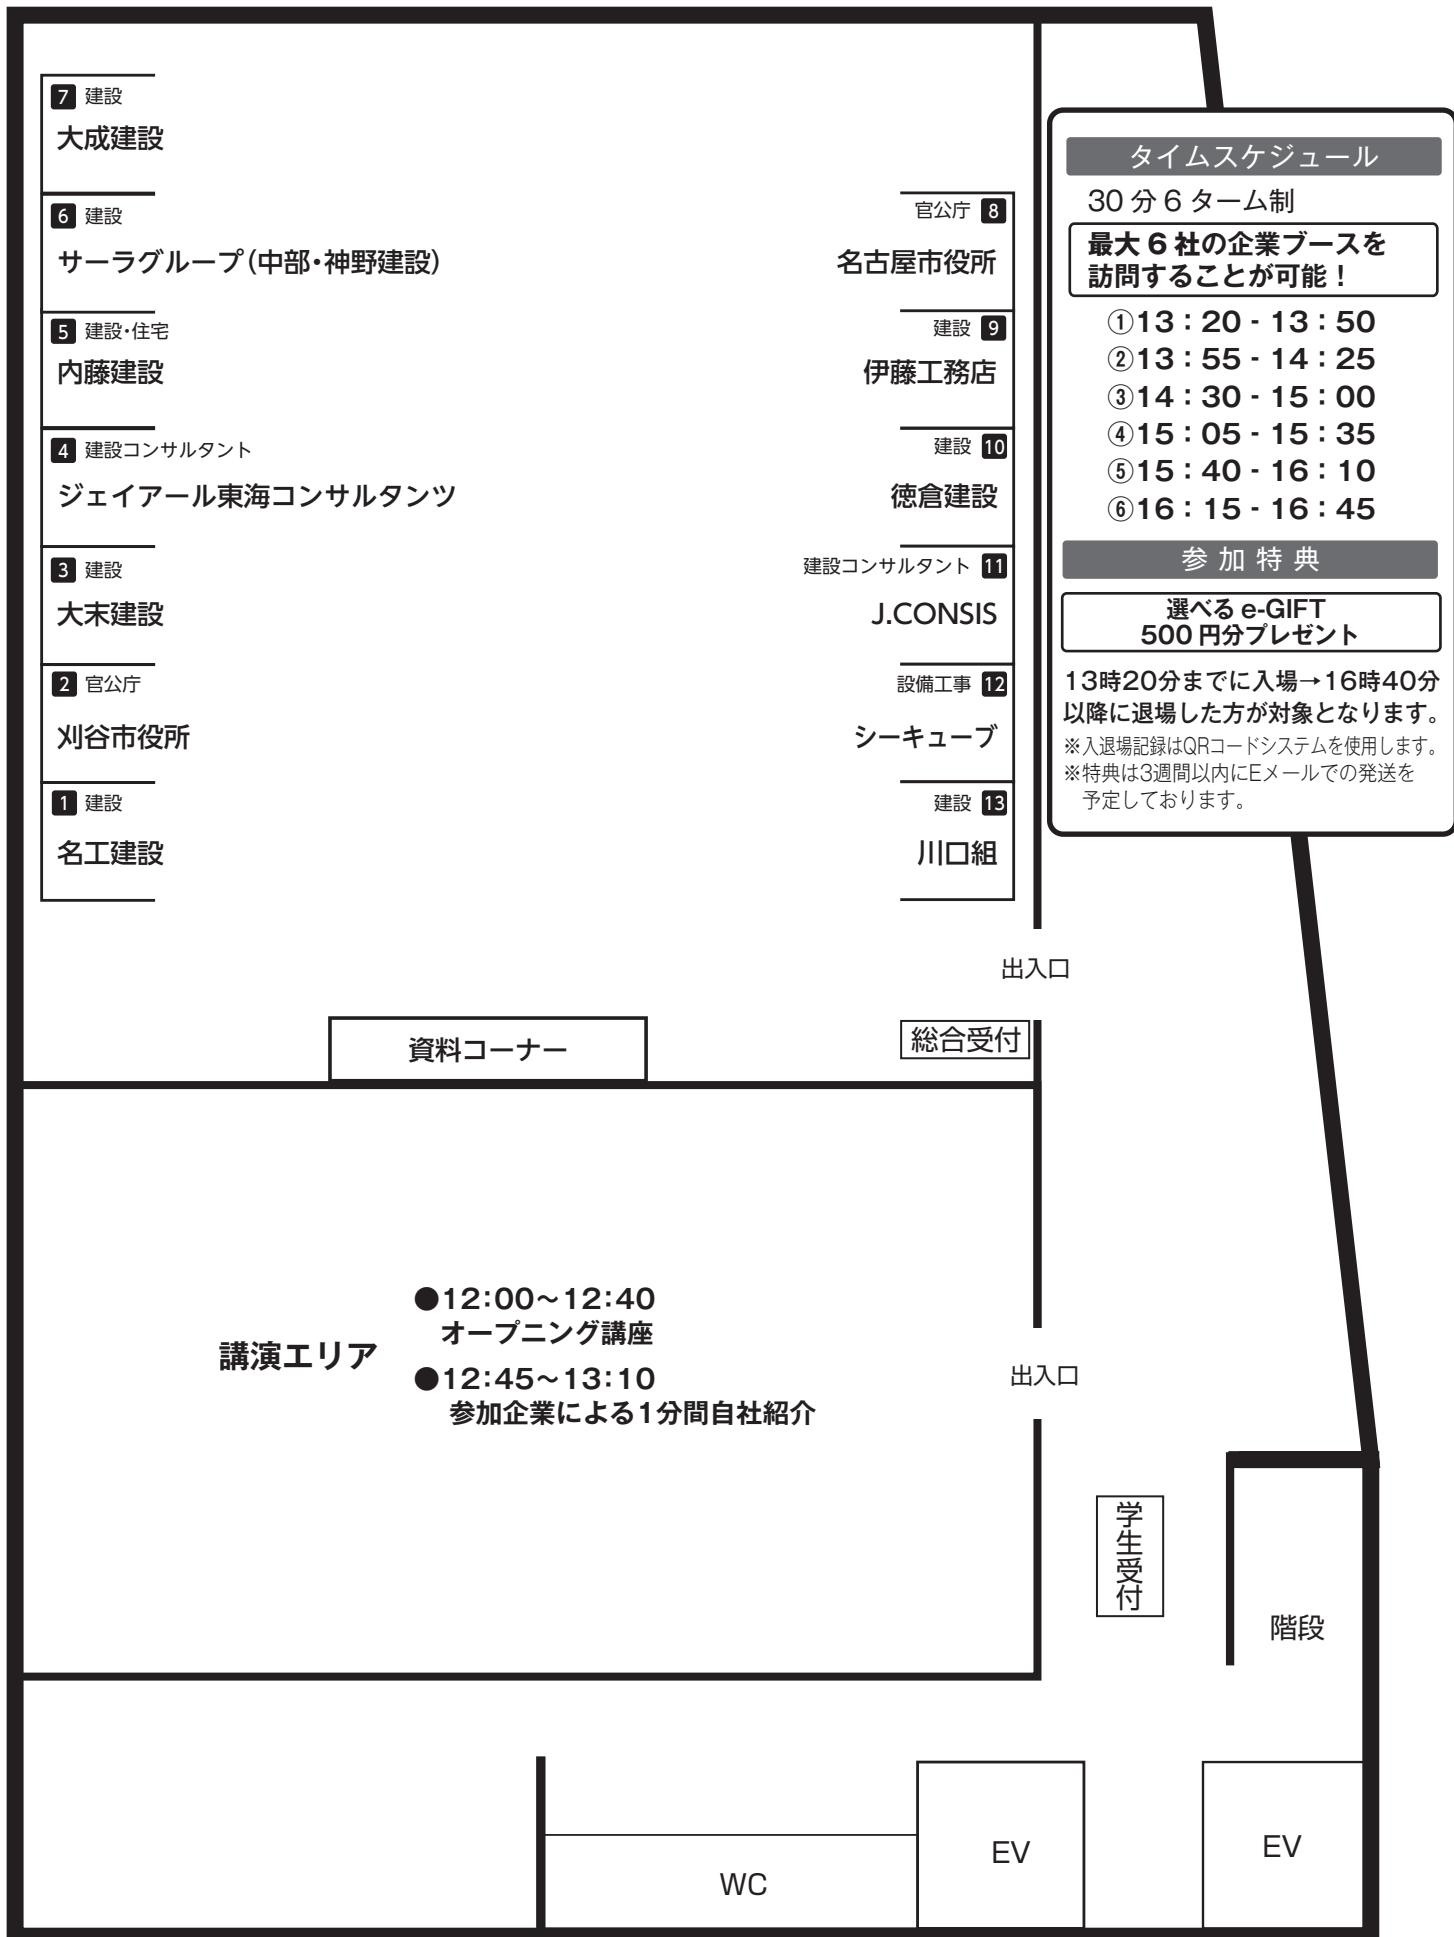 7 建設
大成建設
6 建設
サーラグループ(中部・神野建設)
5 建設・住宅
内藤建設
4 建設コンサルタント
ジェイアール東海コンサルタンツ
3 建設
大末建設
2 官公庁
刈谷市役所
1 建設
名工建設
官公庁 8
名古屋市役所
建設 9
伊藤工務店
建設 10
徳倉建設
建設コンサルタント 11
J.CONSIS
設備工事 12
シーキューブ
建設 13
川口組
タイムスケジュール
30分6ターム制
最大6社の企業ブースを
訪問することが可能！
①13：20 - 13：50
②13：55 - 14：25
③14：30 - 15：00
④15：05 - 15：35
⑤15：40 - 16：10
⑥16：15 - 16：45
参加特典
選べるe-GIFT
500円分プレゼント
13時20分までに入場→16時40分
以降に退場した方が対象となります。
※入退場記録はQRコードシステムを使用します。
※特典は3週間以内にEメールでの発送を
予定しております。
出入口
資料コーナー
総合受付
講演エリア
●12:00～12:40
オープニング講座
●12:45～13:10
参加企業による1分間自社紹介
出入口
学生受付
階段
WC
EV
EV